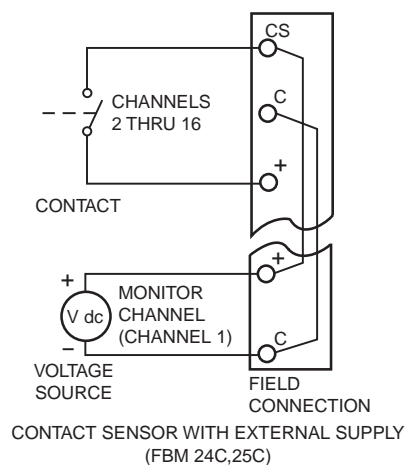 CS
C
+
CHANNELS
2 THRU 16
CONTACT
+
+
MONITOR
CHANNEL
(CHANNEL 1)
V dc
–
C
VOLTAGE
SOURCE
FIELD
CONNECTION
CONTACT SENSOR WITH EXTERNAL SUPPLY
(FBM 24C,25C)